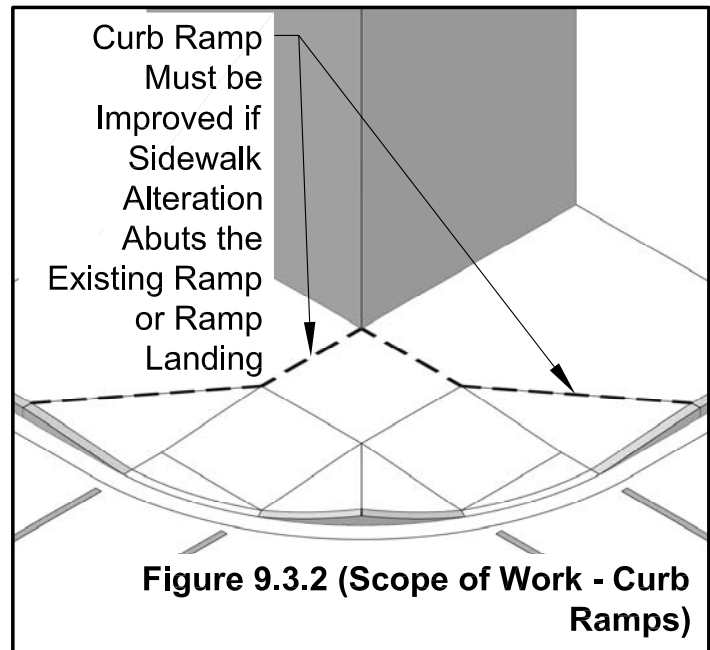 Curb Ramp
Must be
Improved if
Sidewalk
Alteration
Abuts the
Existing Ramp
or Ramp
Landing
Figure 9.3.2 (Scope of Work - Curb
Ramps)